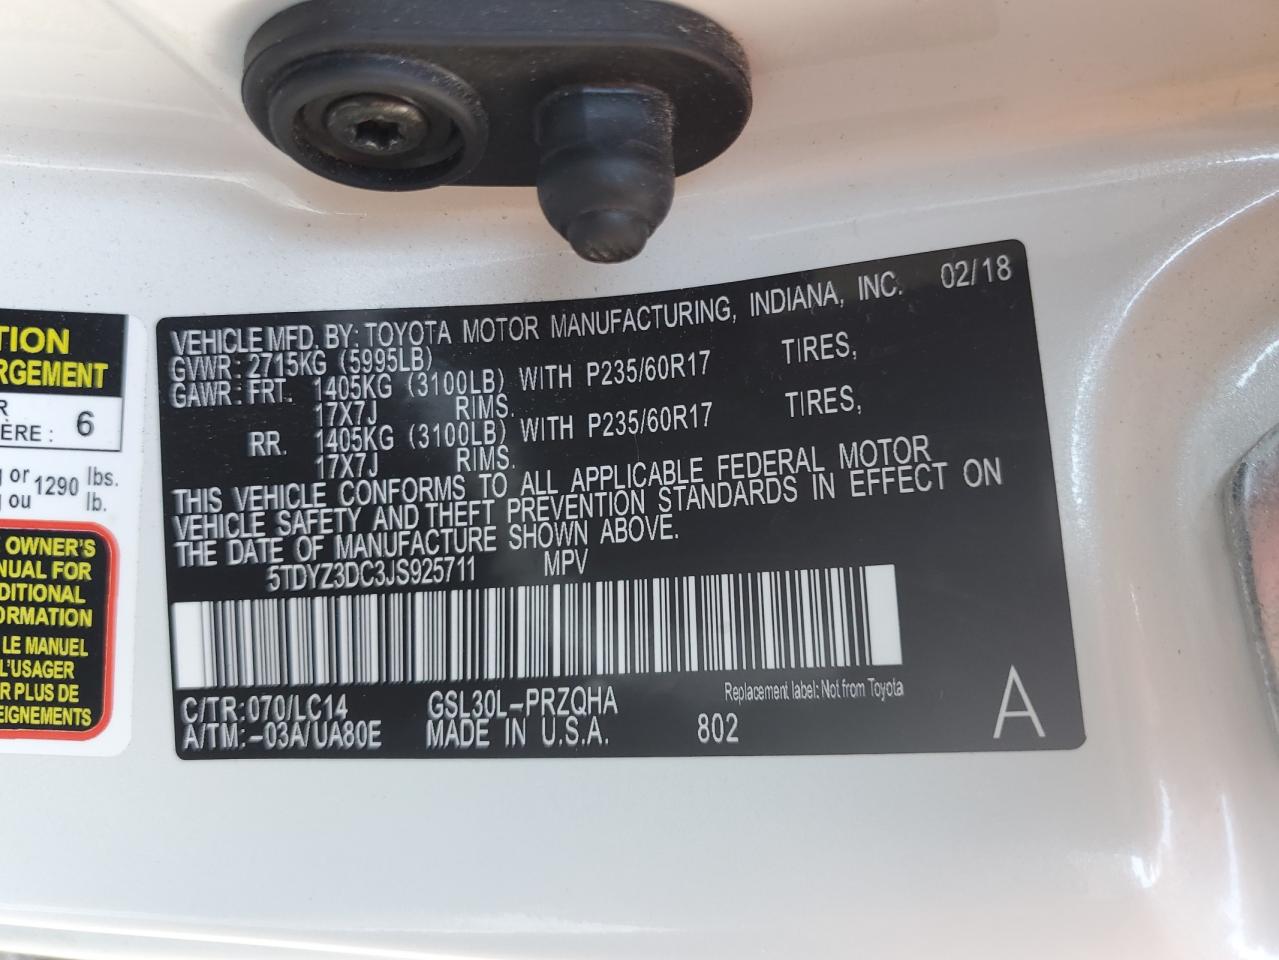 TION
RGEMENT
R
ÈRE : 6
g or 1290 lbs.
g ou lb.
OWNER'S
NUAL FOR
DITIONAL
ORMATION
LE MANUEL
L'USAGER
R PLUS DE
EIGNEMENTS
VEHICLE MFD. BY: TOYOTA MOTOR MANUFACTURING, INDIANA, INC. 02/18
GVWR: 2715KG (5995LB)
GAWR: FRT. 1405KG (3100LB) WITH P235/60R17 TIRES,
17X7J RIMS.
RR. 1405KG (3100LB) WITH P235/60R17 TIRES,
17X7J RIMS.
THIS VEHICLE CONFORMS TO ALL APPLICABLE FEDERAL MOTOR
VEHICLE SAFETY AND THEFT PREVENTION STANDARDS IN EFFECT ON
THE DATE OF MANUFACTURE SHOWN ABOVE.
5TDYZ3DC3JS925711 MPV
Replacement label: Not from Toyota
C/TR: 070/LC14 GSL30L-PRZQHA
A/TM:-03A/UA80E MADE IN U.S.A. 802 A